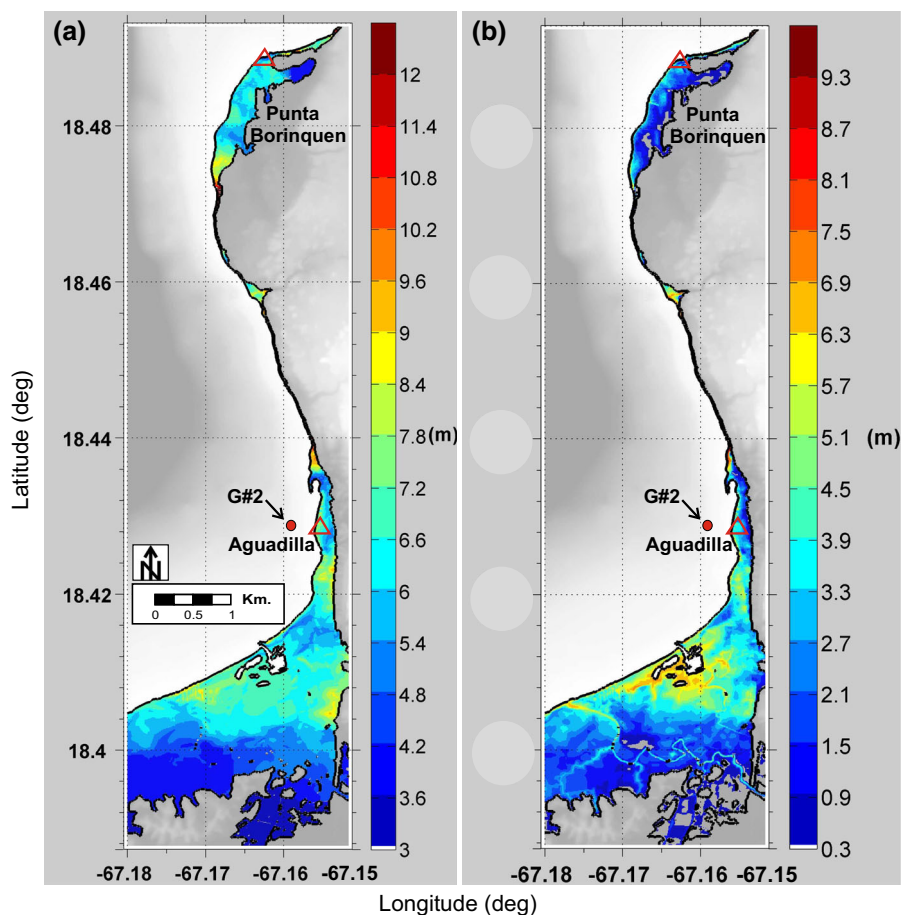 (a)
(b)
Punta
Borinquen
Punta
Borinquen
G#2
Aguadilla
G#2
Aguadilla
N
Km.
0 0.5 1
Latitude (deg)
18.48
18.46
18.44
18.42
18.4
12
11.4
10.8
10.2
9.6
9
8.4
7.8
7.2
6.6
6
5.4
4.8
4.2
3.6
3
(m)
9.3
8.7
8.1
7.5
6.9
6.3
5.7
5.1
4.5
3.9
3.3
2.7
2.1
1.5
0.9
0.3
(m)
-67.18 -67.17 -67.16 -67.15
-67.18 -67.17 -67.16 -67.15
Longitude (deg)